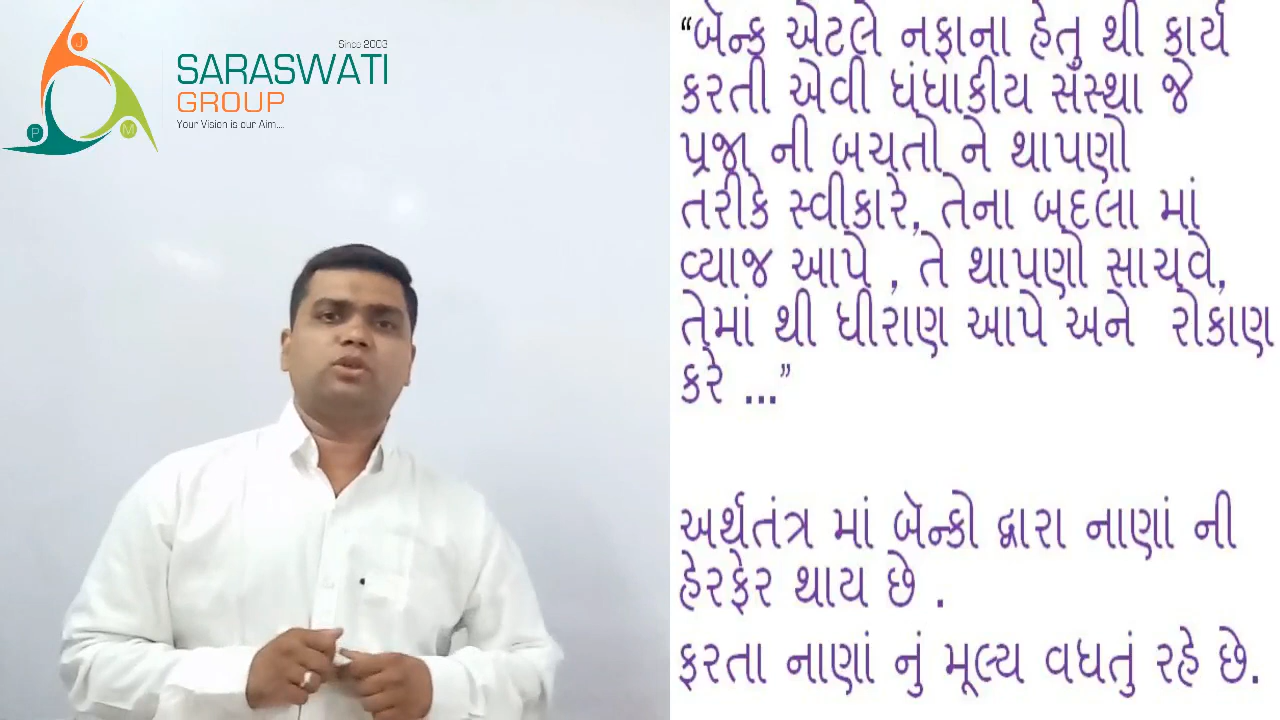 J
P
M
Since 2003
SARASWATI
GROUP
Your Vision is our Aim....
“બૅન્ક એટલે નફાના હેતુ થી કાર્ય
કરતી એવી ધંધાકીય સંસ્થા જે
પ્રજા ની બચતો ને થાપણો
તરીકે સ્વીકારે, તેના બદલા માં
વ્યાજ આપે , તે થાપણો સાચવે,
તેમાં થી ધીરાણ આપે અને રોકાણ
કરે ...”
અર્થતંત્ર માં બૅન્કો દ્વારા નાણાં ની
હેરફેર થાય છે .
ફરતા નાણાં નું મૂલ્ય વધતું રહે છે.